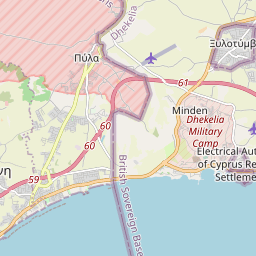 Dhekelia
Ξυλοτύμβ
Πύλα
61
Minden
60
Dhekelia
Military
Camp
60
Electrical Aut
of Cyprus Re
Settleme
νη
59
British Sovereign Base